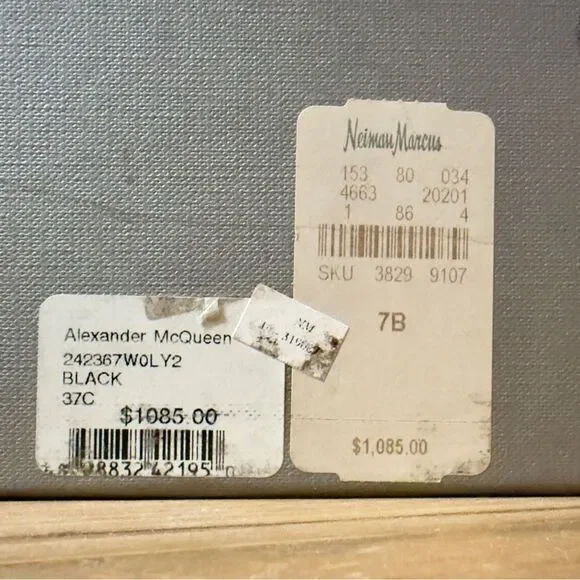 Neiman Marcus
153 80 034
4663 20201
1 86 4
SKU 3829 9107
7B
$1,085.00
NM
Alexander McQueen
242367W0LY2
BLACK
37C
$1085.00